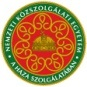 NEMZETI KÖZSZOLGÁLATI EGYETEM
A HAZA SZOLGÁLATÁBAN